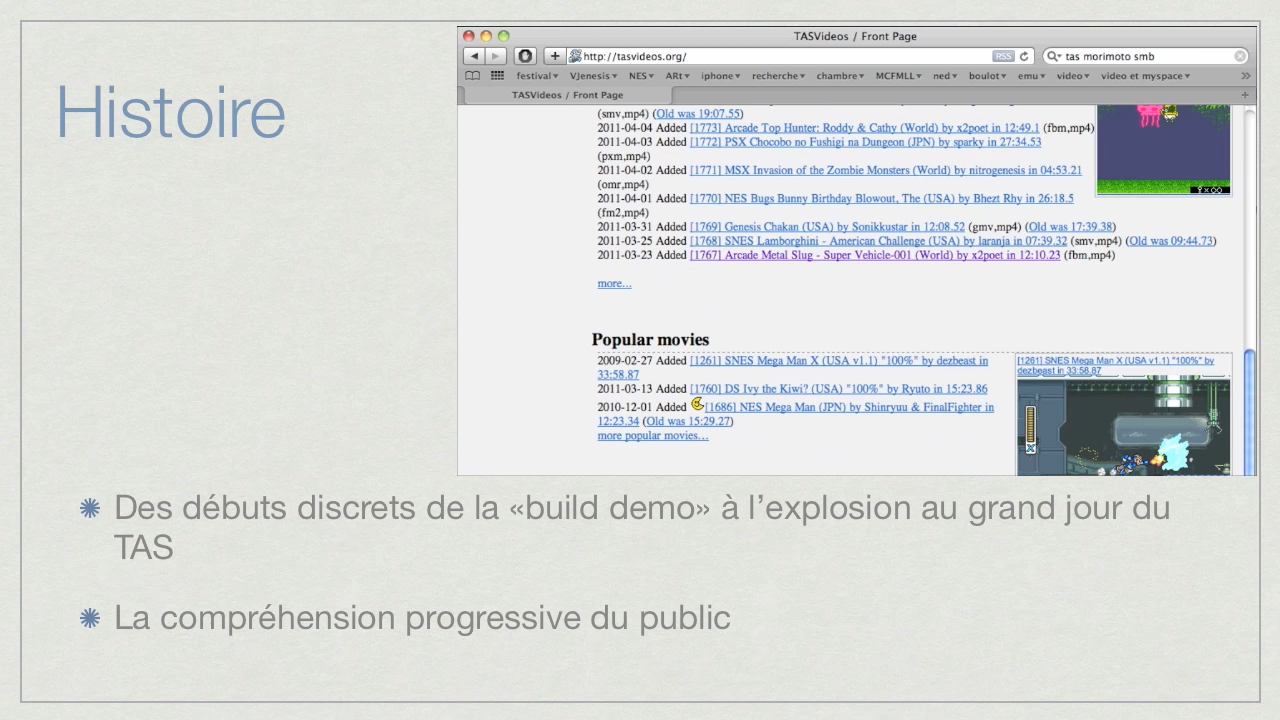 Histoire
TASVideos / Front Page
http://tasvideos.org/
RSS
tas morimoto smb
festival
VJenesis
NES
ARt
iphone
recherche
chambre
MCFMLL
ned
boulot
emu
video
video et myspace
TASVideos / Front Page
(smv,mp4) (Old was 19:07.55)
2011-04-04 Added [1773] Arcade Top Hunter: Roddy & Cathy (World) by x2poet in 12:49.1 (fbm,mp4)
2011-04-03 Added [1772] PSX Chocobo no Fushigi na Dungeon (JPN) by sparky in 27:34.53
(pxm,mp4)
2011-04-02 Added [1771] MSX Invasion of the Zombie Monsters (World) by nitrogenesis in 04:53.21
(omr,mp4)
2011-04-01 Added [1770] NES Bugs Bunny Birthday Blowout, The (USA) by Bhezt Rhy in 26:18.5
(fm2,mp4)
2011-03-31 Added [1769] Genesis Chakan (USA) by Sonikkustar in 12:08.52 (gmv,mp4) (Old was 17:39.38)
2011-03-25 Added [1768] SNES Lamborghini - American Challenge (USA) by laranja in 07:39.32 (smv,mp4) (Old was 09:44.73)
2011-03-23 Added [1767] Arcade Metal Slug - Super Vehicle-001 (World) by x2poet in 12:10.23 (fbm,mp4)
more...
Popular movies
2009-02-27 Added [1261] SNES Mega Man X (USA v1.1) "100%" by dezbeast in
33:58.87
2011-03-13 Added [1760] DS Ivy the Kiwi? (USA) "100%" by Ryuto in 15:23.86
2010-12-01 Added [1686] NES Mega Man (JPN) by Shinryuu & FinalFighter in
12:23.34 (Old was 15:29.27)
more popular movies...
[1261] SNES Mega Man X (USA v1.1) "100%" by
dezbeast in 33:58.87
Des débuts discrets de la «build demo» à l’explosion au grand jour du
TAS
La compréhension progressive du public